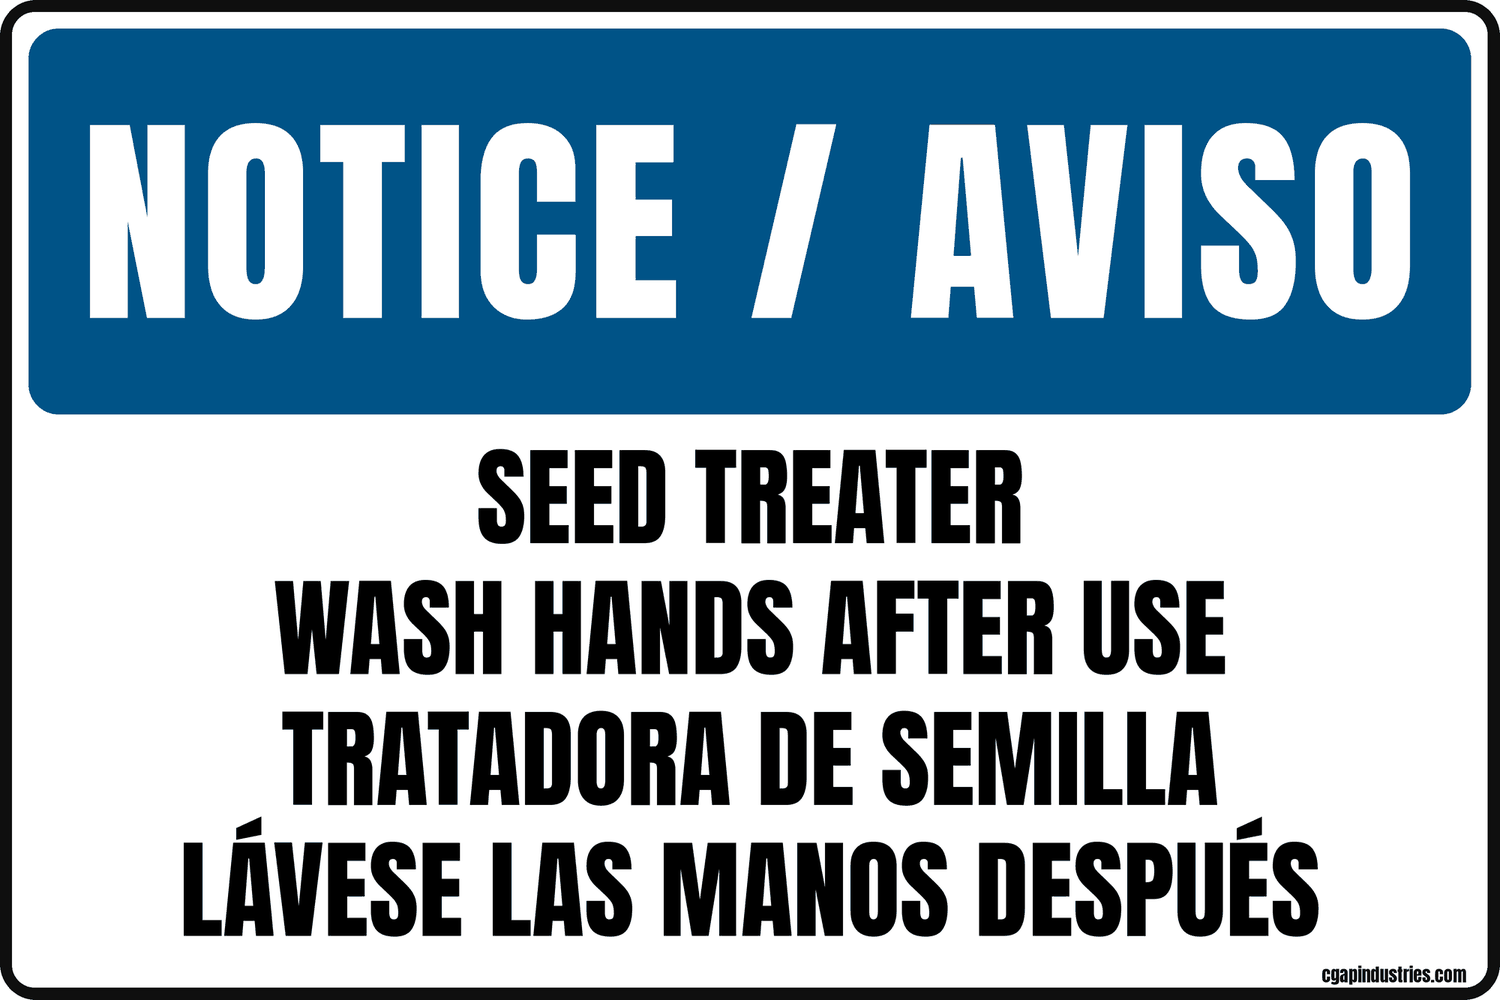 NOTICE / AVISO
SEED TREATER
WASH HANDS AFTER USE
TRATADORA DE SEMILLA
LÁVESE LAS MANOS DESPUÉS
cgapindustries.com